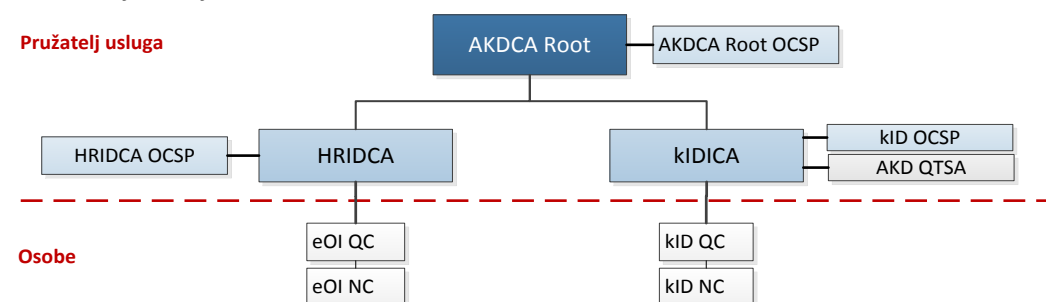 Pružatelj usluga
AKDCA Root
AKDCA Root OCSP
HRIDCA OCSP
HRIDCA
kIDICA
kID OCSP
AKD QTSA
Osobe
eOI QC
kID QC
eOI NC
kID NC